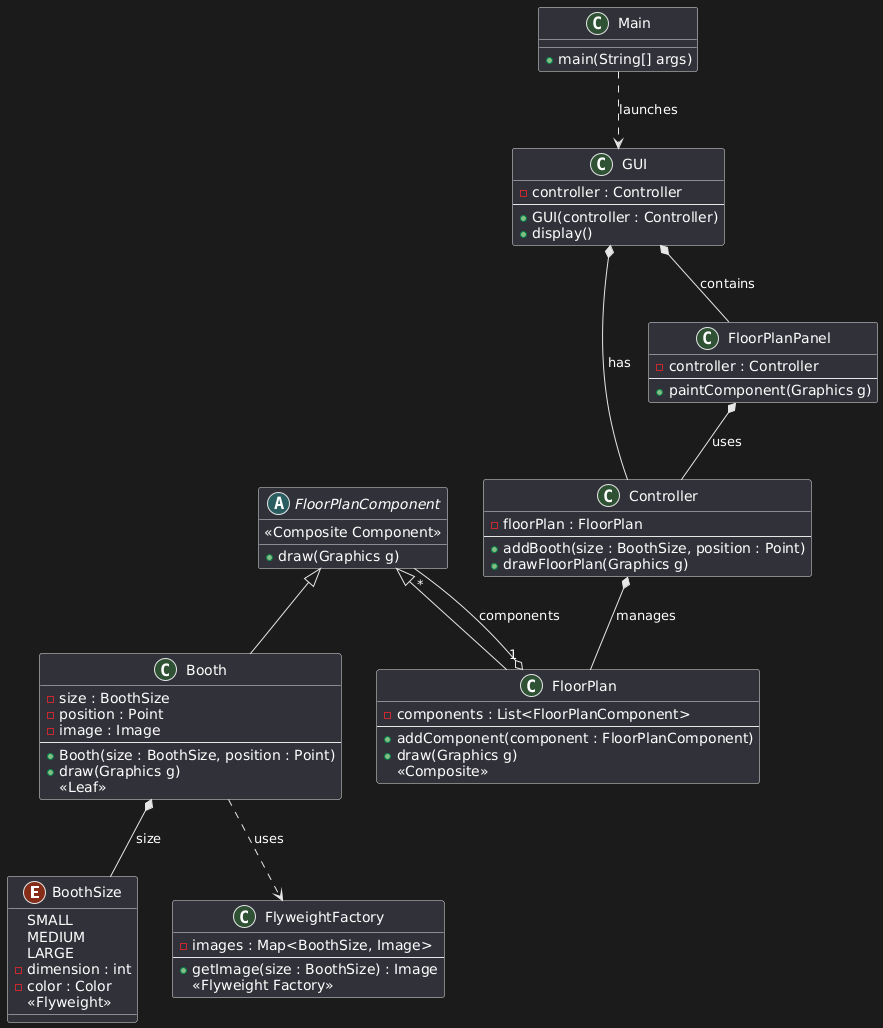 C Main
main(String[] args)
launches
C GUI
controller : Controller
GUI(controller : Controller)
display()
contains
has
C FloorPlanPanel
controller : Controller
paintComponent(Graphics g)
uses
A FloorPlanComponent
«Composite Component»
draw(Graphics g)
C Controller
floorPlan : FloorPlan
addBooth(size : BoothSize, position : Point)
drawFloorPlan(Graphics g)
*
components
manages
1
C Booth
size : BoothSize
position : Point
image : Image
Booth(size : BoothSize, position : Point)
draw(Graphics g)
«Leaf»
C FloorPlan
components : List<FloorPlanComponent>
addComponent(component : FloorPlanComponent)
draw(Graphics g)
«Composite»
size
uses
E BoothSize
SMALL
MEDIUM
LARGE
dimension : int
color : Color
«Flyweight»
C FlyweightFactory
images : Map<BoothSize, Image>
getImage(size : BoothSize) : Image
«Flyweight Factory»